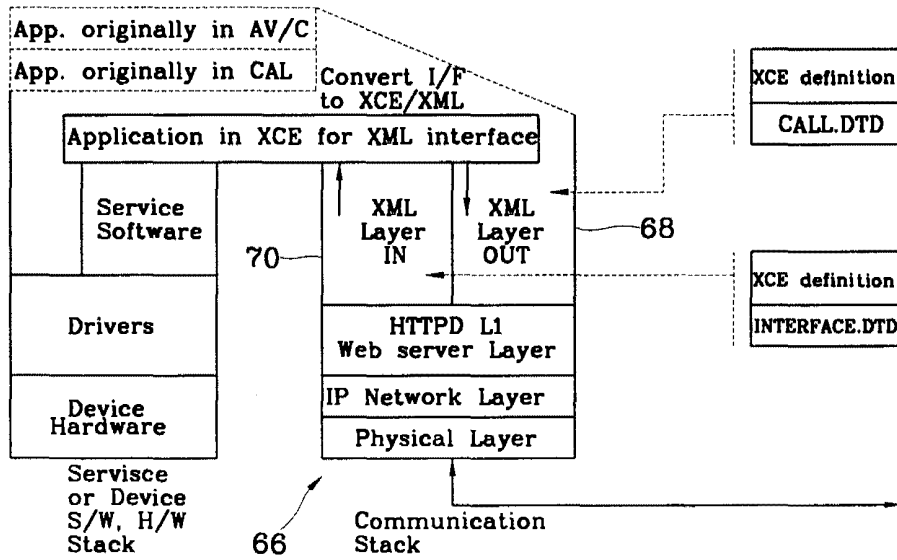 App. originally in AV/C
App. originally in CAL
Convert I/F
to XCE/XML
Application in XCE for XML interface
XCE definition
CALL.DTD
Service
Software
XML
Layer
IN
XML
Layer
OUT
68
70
XCE definition
INTERFACE.DTD
Drivers
HTTPD L1
Web server Layer
IP Network Layer
Device
Hardware
Physical Layer
Servisce
or Device
S/W, H/W
Stack
66
Communication
Stack